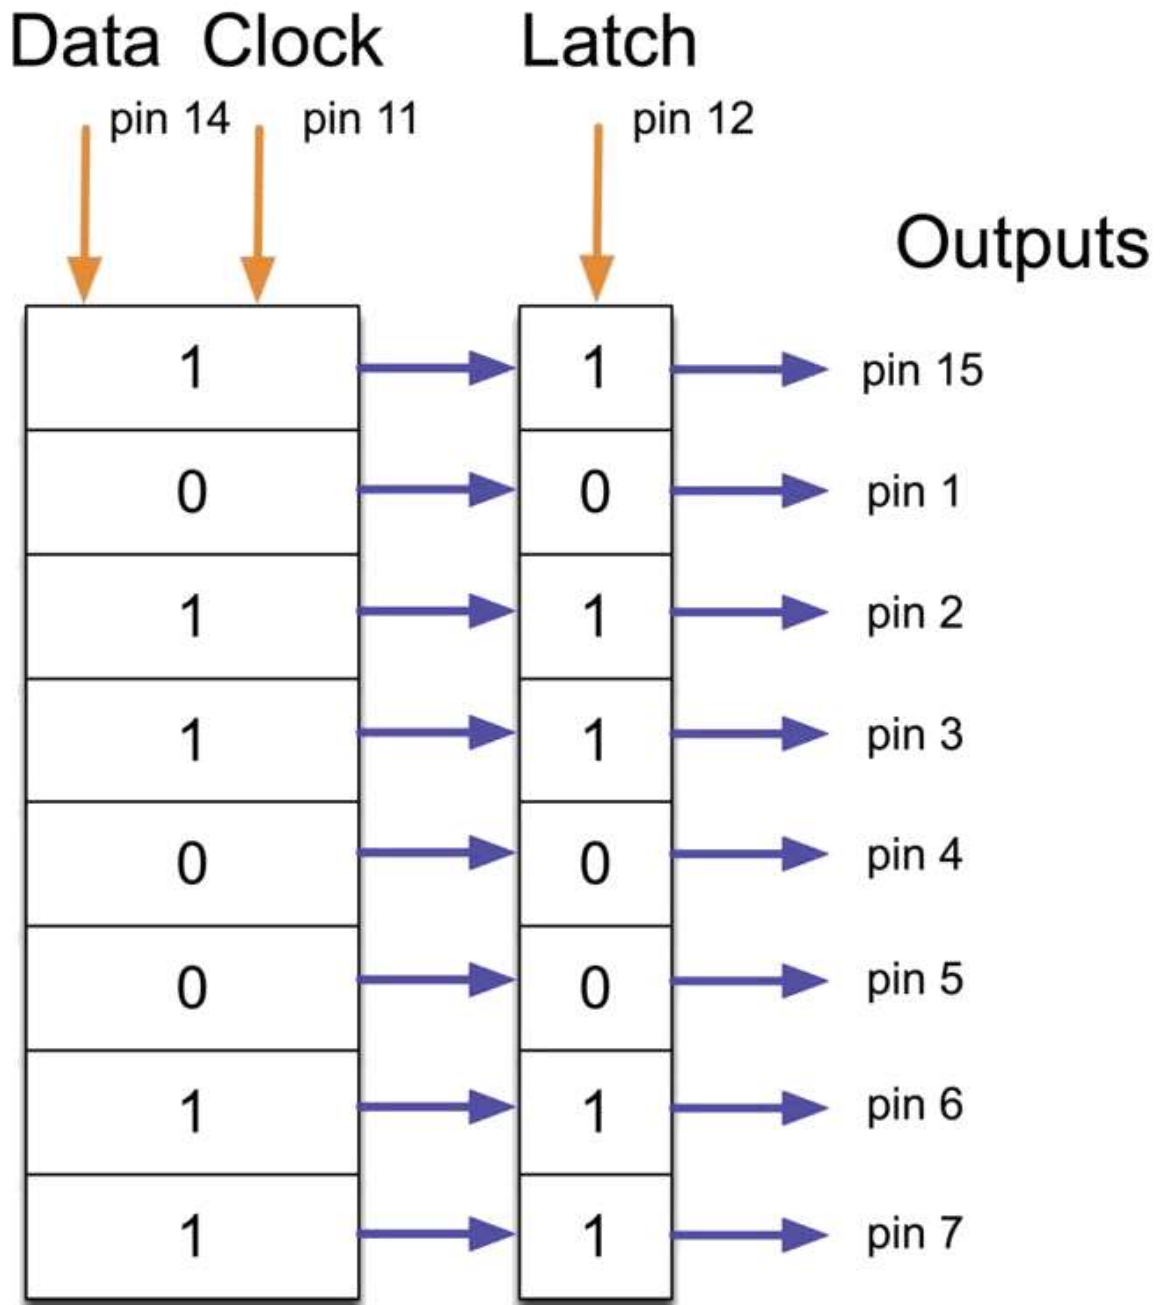 Data Clock Latch
pin 14 pin 11 pin 12
Outputs
1 1 pin 15
0 0 pin 1
1 1 pin 2
1 1 pin 3
0 0 pin 4
0 0 pin 5
1 1 pin 6
1 1 pin 7